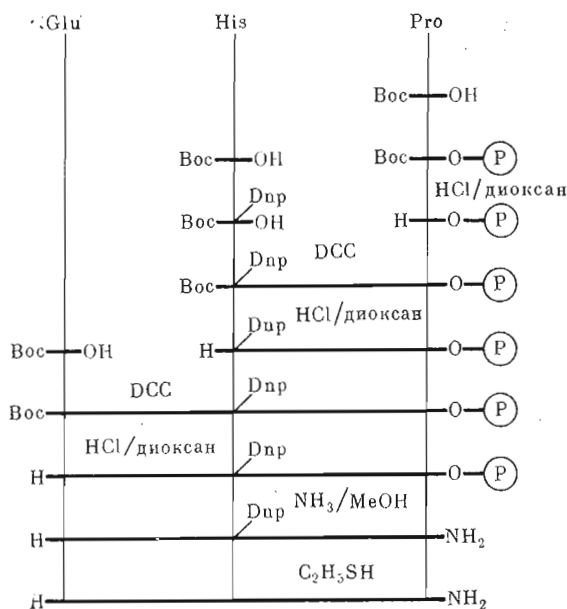 Glu His Pro
Boc OH
Boc OH Boc O P
Dnp HCl/диоксан
Boc OH H O P
Dnp DCC
Boc O P
HCl/диоксан
Dnp
Boc OH H O P
DCC Dnp
Boc O P
HCl/диоксан Dnp
H O P
Dnp NH₃/MeOH
H NH₂
C₂H₅SH
H NH₂